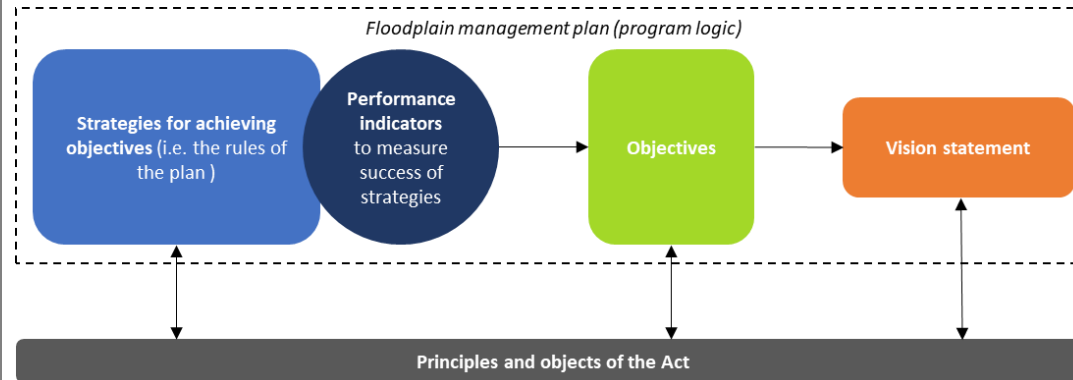 Floodplain management plan (program logic)
Strategies for achieving
objectives (i.e. the rules of
the plan )
Performance
indicators
to measure
success of
strategies
Objectives
Vision statement
Principles and objects of the Act